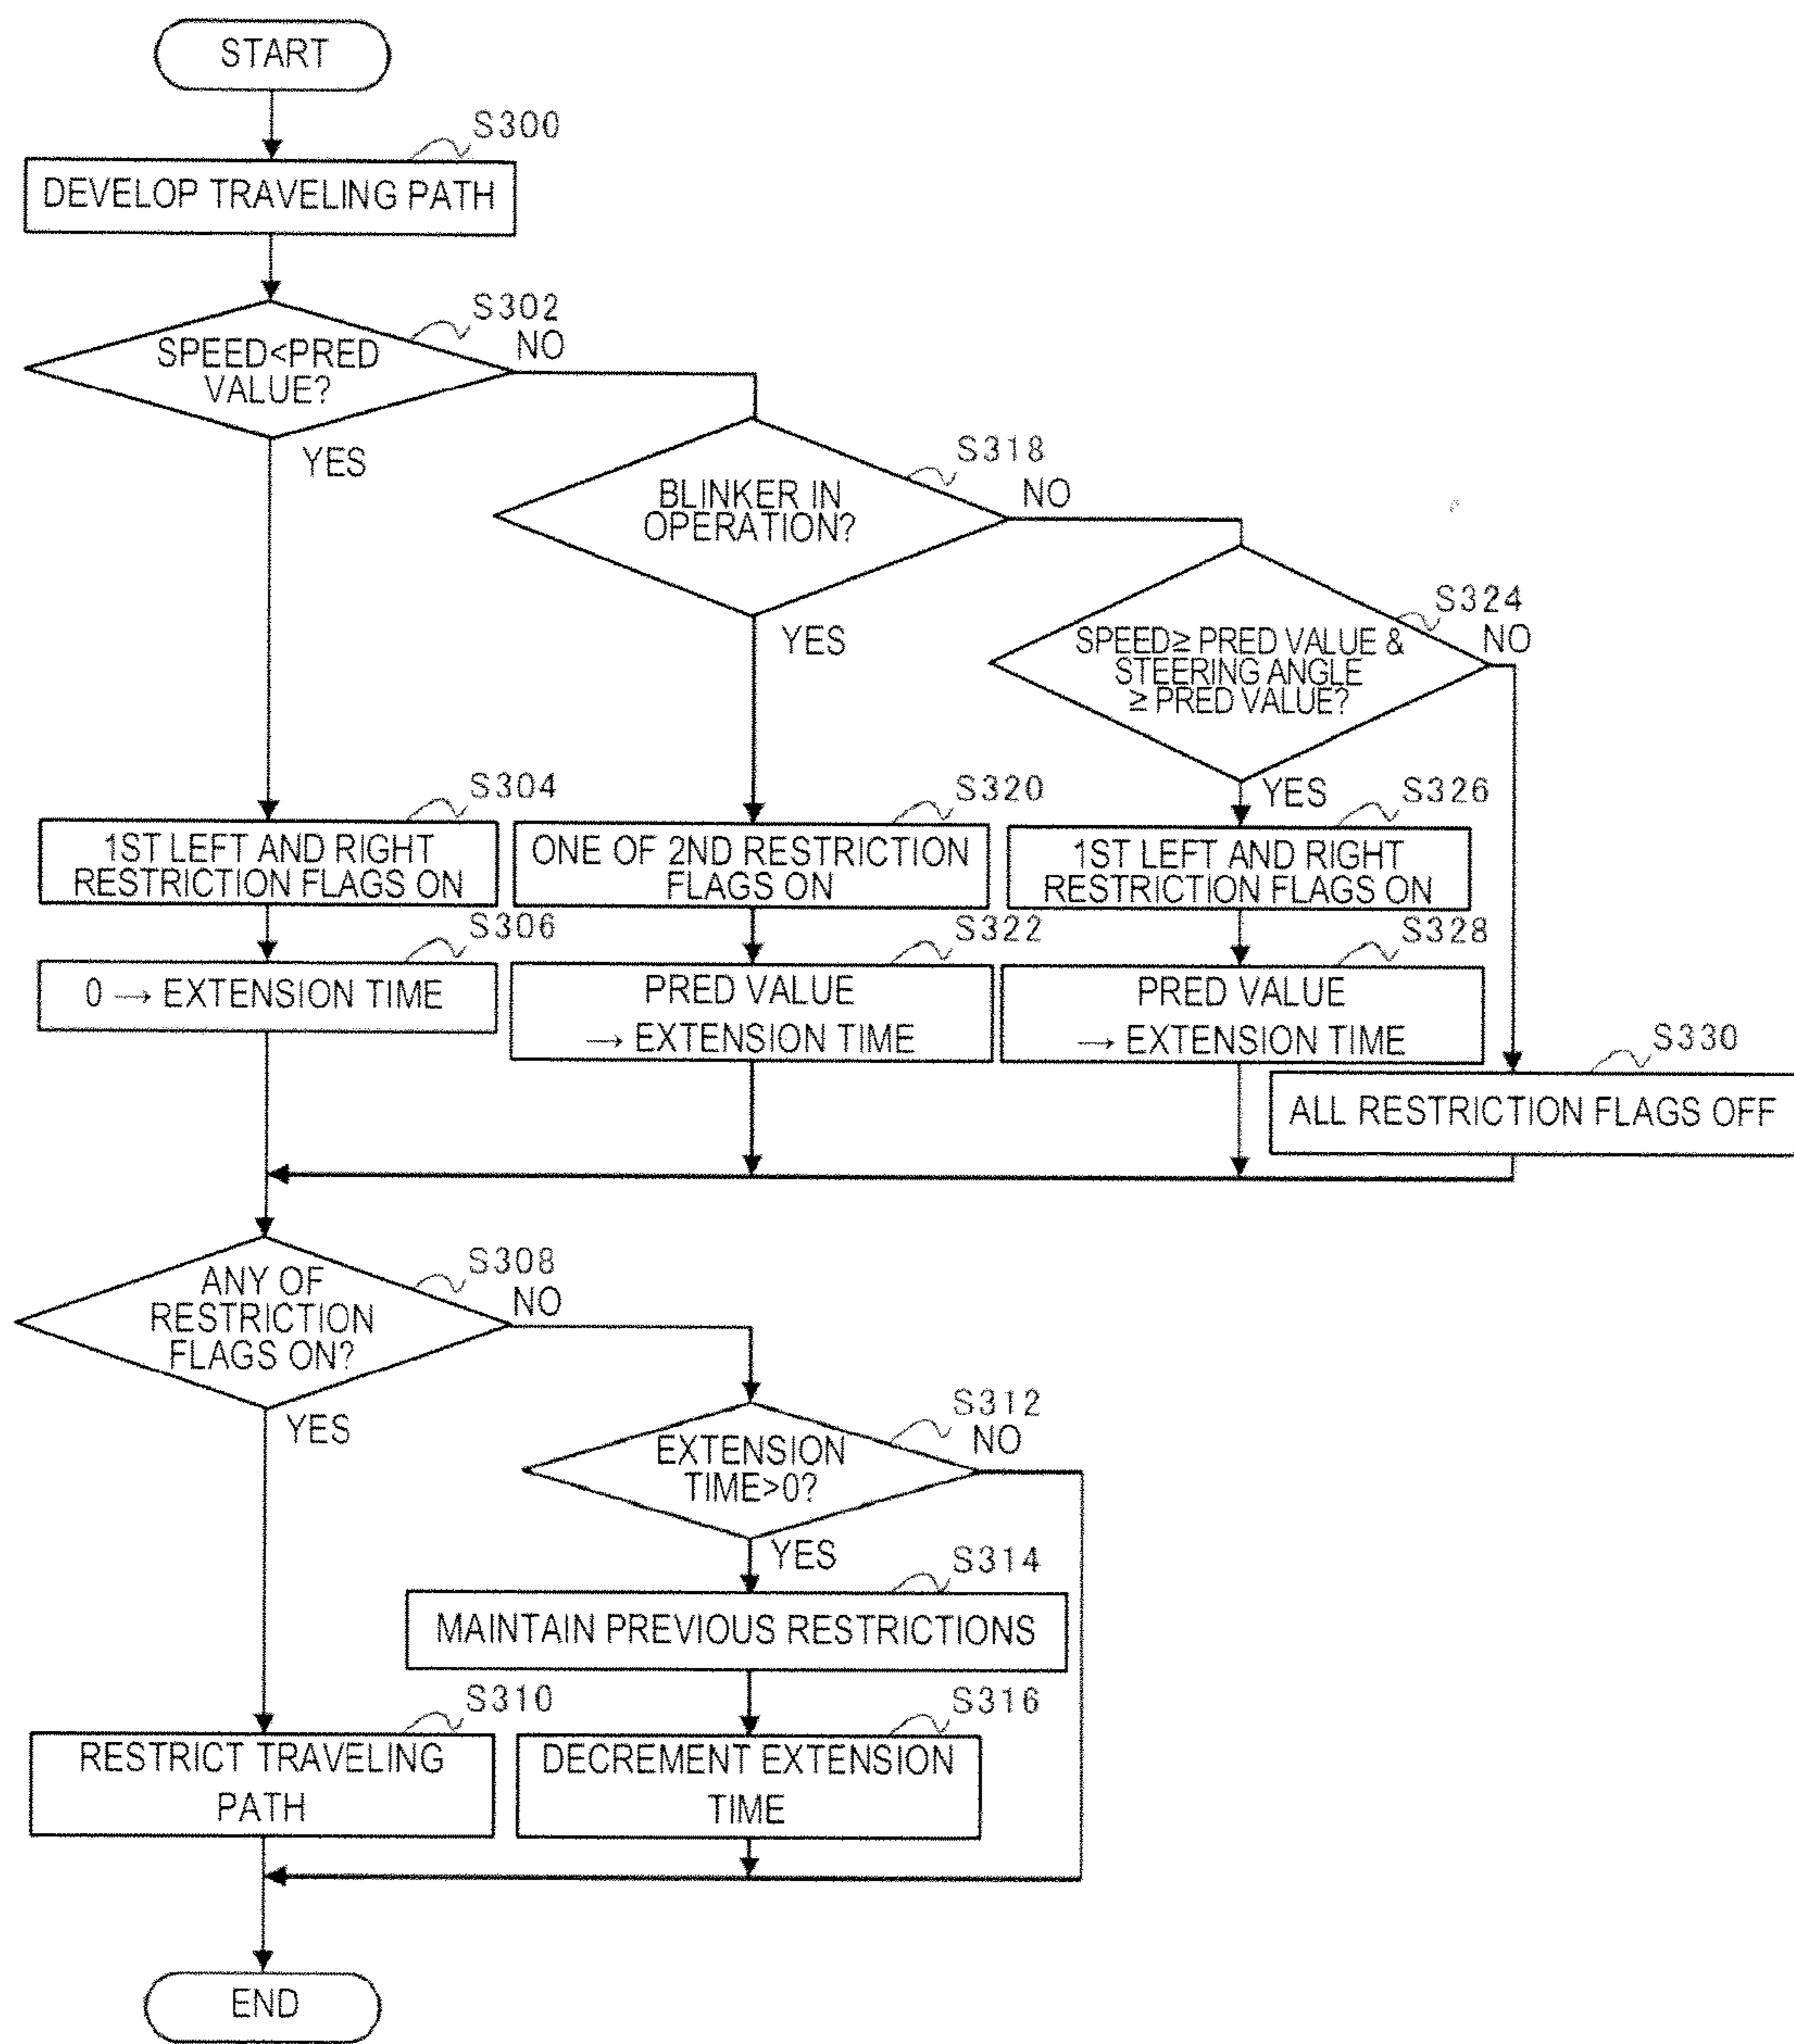 START
S300
DEVELOP TRAVELING PATH
S302
SPEED<PRED
VALUE?
NO
YES
S318
BLINKER IN
OPERATION?
NO
YES
S324
SPEED≥ PRED VALUE &
STEERING ANGLE
≥ PRED VALUE?
NO
YES
S304
1ST LEFT AND RIGHT
RESTRICTION FLAGS ON
S320
ONE OF 2ND RESTRICTION
FLAGS ON
S326
1ST LEFT AND RIGHT
RESTRICTION FLAGS ON
S306
0 → EXTENSION TIME
S322
PRED VALUE
→ EXTENSION TIME
S328
PRED VALUE
→ EXTENSION TIME
S330
ALL RESTRICTION FLAGS OFF
S308
ANY OF
RESTRICTION
FLAGS ON?
NO
YES
S312
EXTENSION
TIME>0?
NO
YES
S314
MAINTAIN PREVIOUS RESTRICTIONS
S310
RESTRICT TRAVELING
PATH
S316
DECREMENT EXTENSION
TIME
END